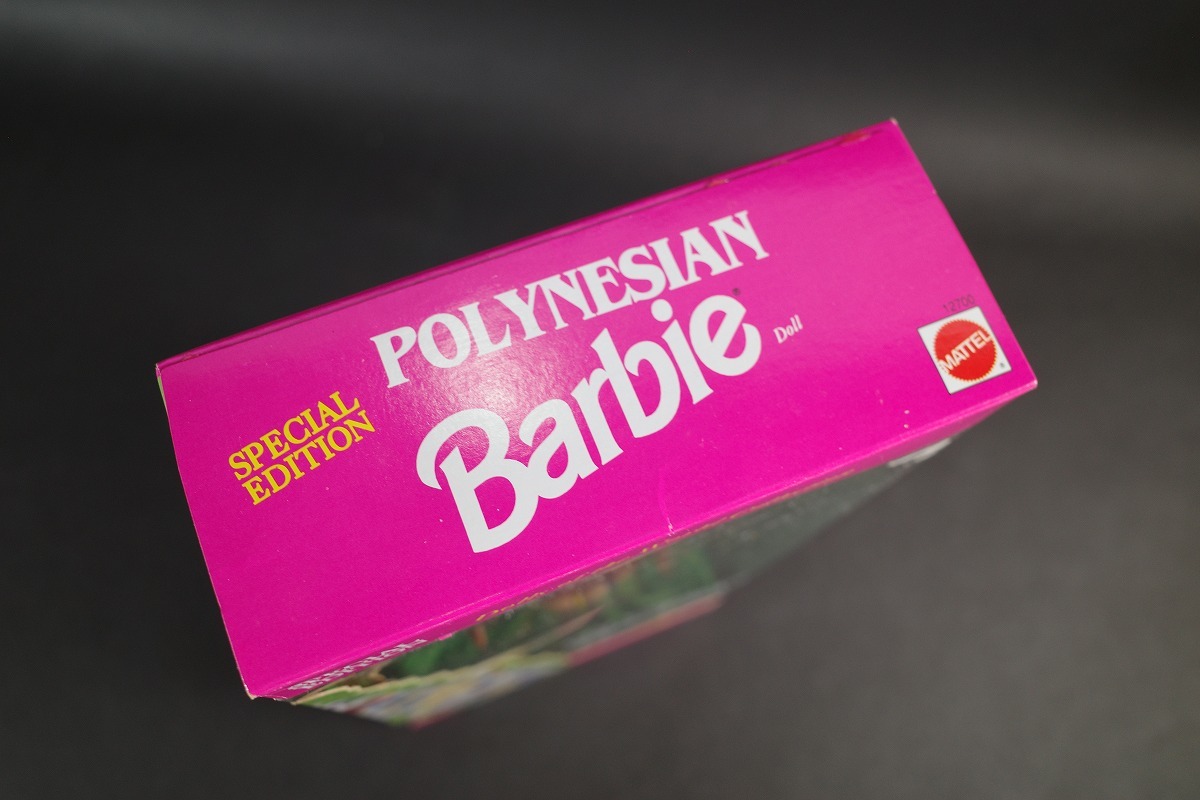 SPECIAL
EDITION
POLYNESIAN
Barbie®
Doll
12700
MATTEL®